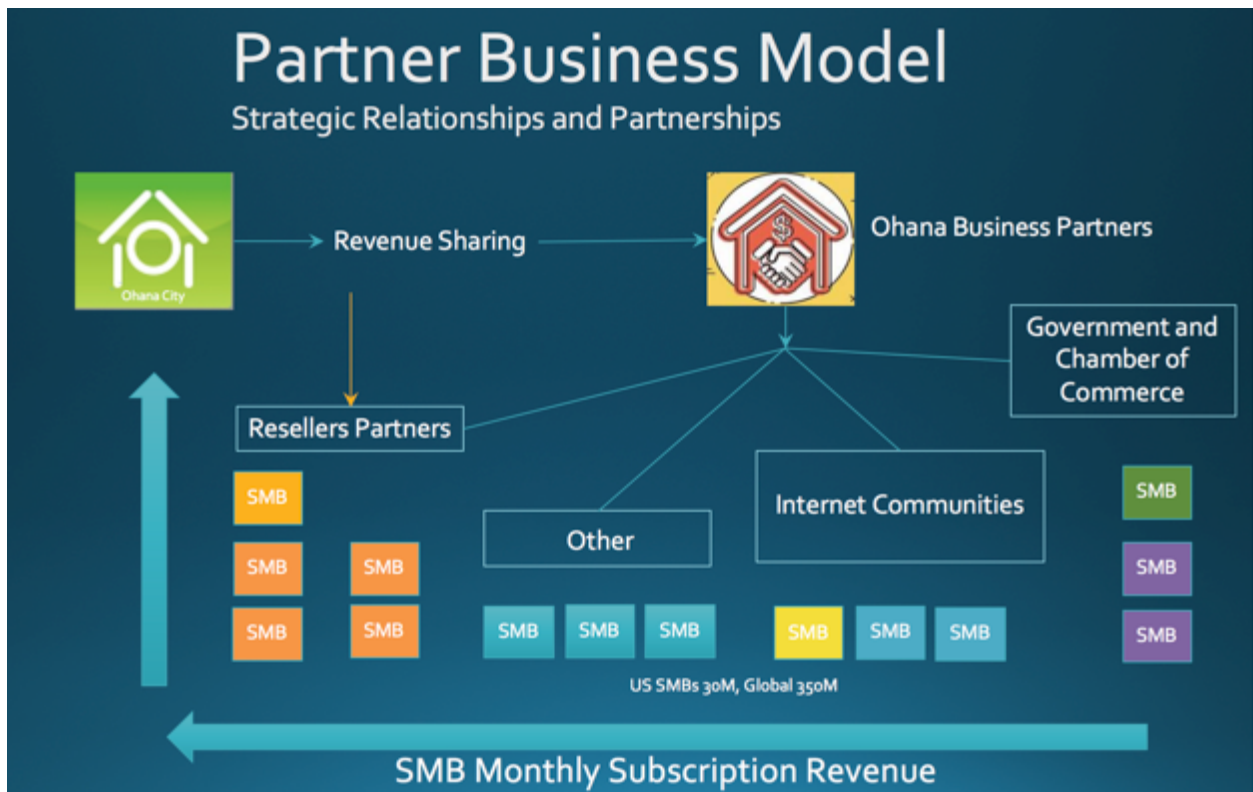 Partner Business Model
Strategic Relationships and Partnerships
Ohana City
Revenue Sharing
$
Ohana Business Partners
Government and
Chamber of
Commerce
Resellers Partners
Internet Communities
Other
SMB
SMB
SMB
SMB
SMB
SMB
SMB
SMB
SMB
SMB
SMB
SMB
SMB
SMB
US SMBs 30M, Global 350M
SMB Monthly Subscription Revenue